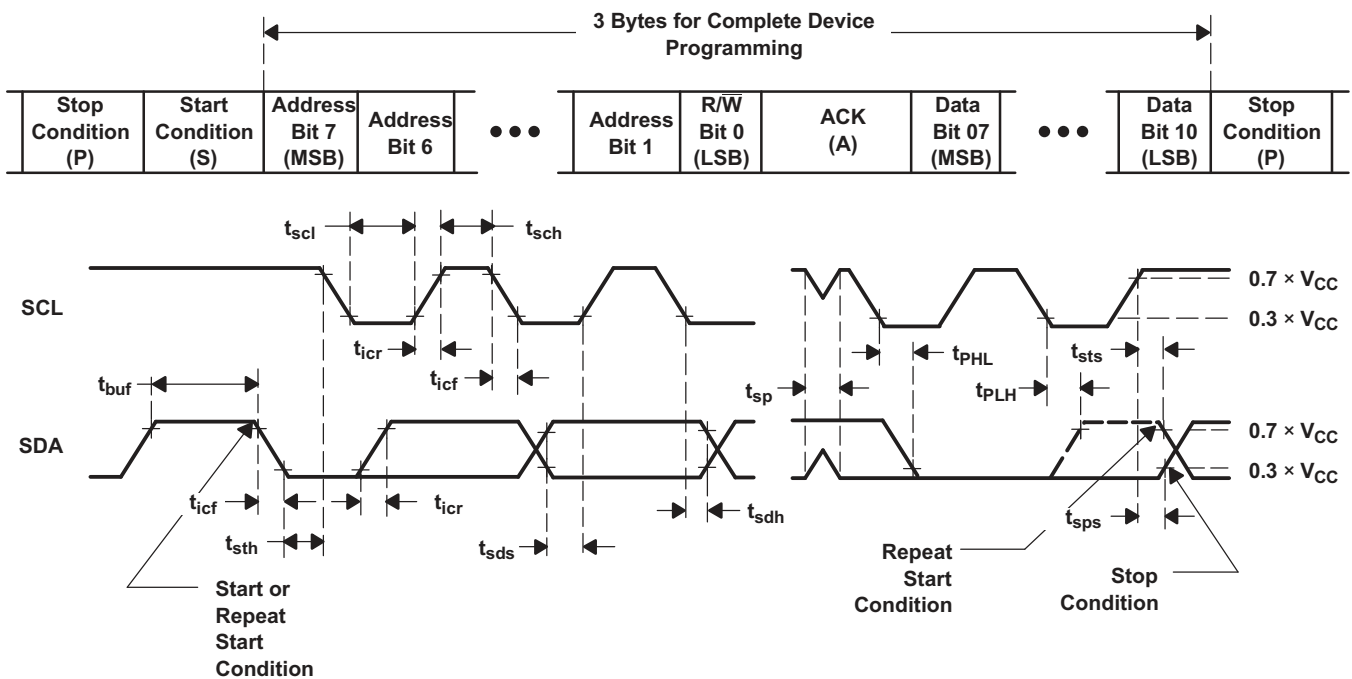 3 Bytes for Complete Device
Programming
Stop
Condition
(P)
Start
Condition
(S)
Address
Bit 7
(MSB)
Address
Bit 6
•••
Address
Bit 1
R/W̅
Bit 0
(LSB)
ACK
(A)
Data
Bit 07
(MSB)
•••
Data
Bit 10
(LSB)
Stop
Condition
(P)
tscl
tsch
SCL
0.7 × VCC
0.3 × VCC
ticr
ticf
tPHL
tsts
tbuf
tsp
tPLH
SDA
0.7 × VCC
0.3 × VCC
ticf
ticr
tsdh
tsth
tsds
tsps
Start or
Repeat
Start
Condition
Repeat
Start
Condition
Stop
Condition